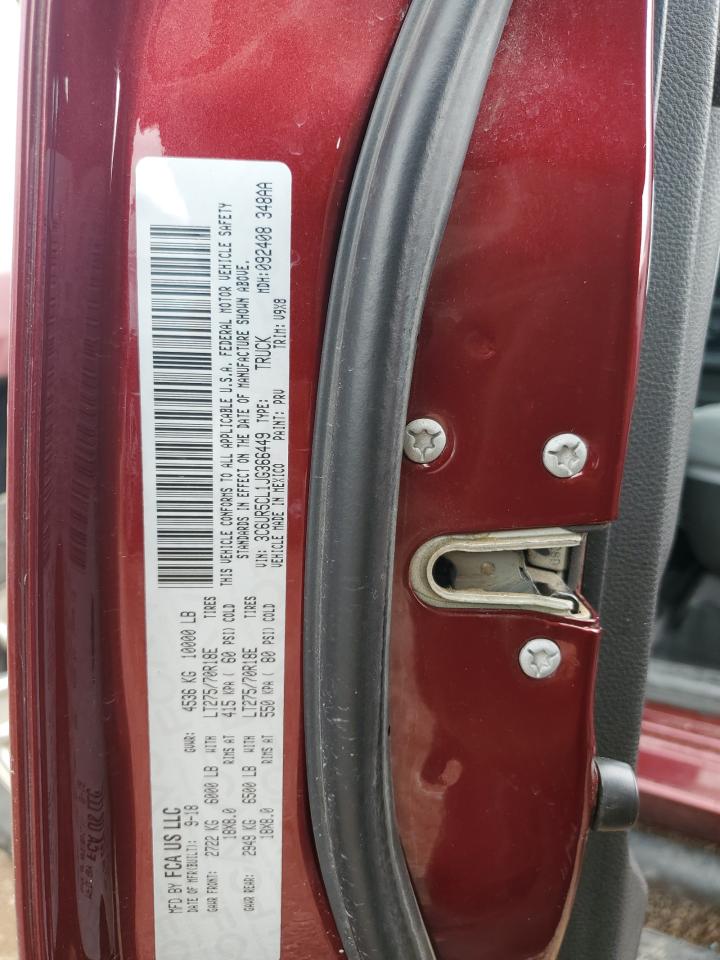 MFD BY FCA US LLC
DATE OF MFR(BUILT): 9-18 GVWR: 4536 KG 10000 LB
GAWR FRONT: 2722 KG 6000 LB WITH LT275/70R18E TIRES
18X8.0 RIMS AT 415 KPA ( 60 PSI) COLD
GAWR REAR: 2949 KG 6500 LB WITH LT275/70R18E TIRES
18X8.0 RIMS AT 550 KPA ( 80 PSI) COLD
THIS VEHICLE CONFORMS TO ALL APPLICABLE U.S.A. FEDERAL MOTOR VEHICLE SAFETY
STANDARDS IN EFFECT ON THE DATE OF MANUFACTURE SHOWN ABOVE.
VIN: 3C6UR5CL1JG366449 TYPE: TRUCK MDH:092408 348AA
VEHICLE MADE IN MEXICO PAINT: PRV TRIM: V9X8